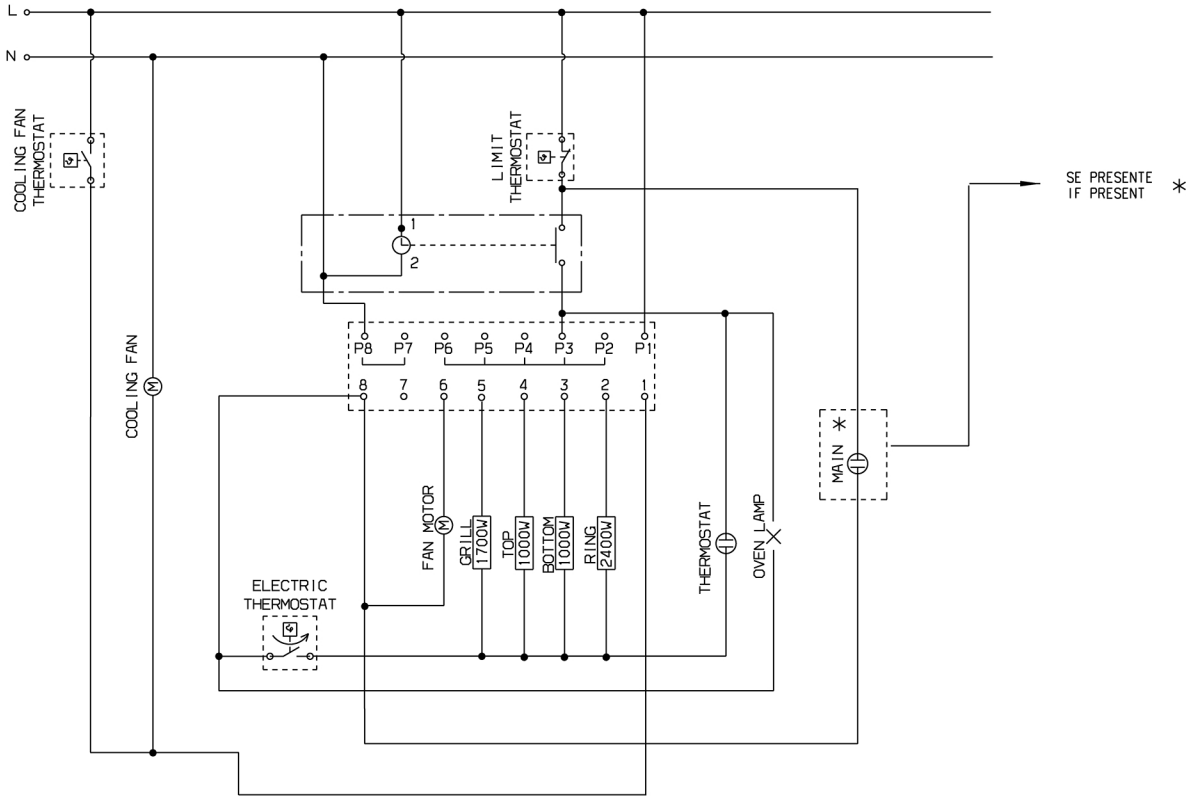 L
N
COOLING FAN
THERMOSTAT
LIMIT
THERMOSTAT
SE PRESENTE
IF PRESENT *
1
2
P8 P7 P6 P5 P4 P3 P2 P1
8 7 6 5 4 3 2 1
COOLING FAN
M
MAIN *
FAN MOTOR
M
GRILL
1700W
TOP
1000W
BOTTOM
1000W
RING
2400W
THERMOSTAT
OVEN LAMP
ELECTRIC
THERMOSTAT